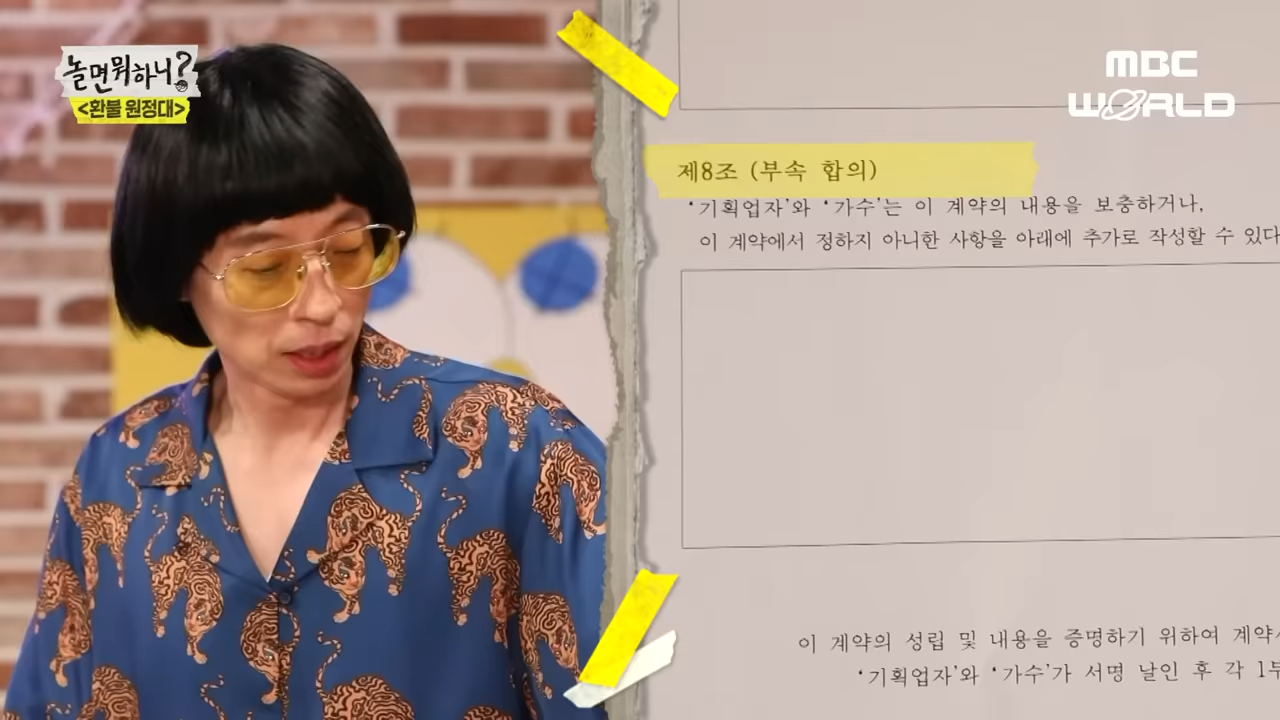 놀면뭐하니?
<환불 원정대>
MBC
WORLD
제8조 (부속 합의)
‘기획업자’와 ‘가수’는 이 계약의 내용을 보충하거나,
이 계약에서 정하지 아니한 사항을 아래에 추가로 작성할 수 있다
이 계약의 성립 및 내용을 증명하기 위하여
‘기획업자’와 ‘가수’가 서명 날인 후 각 1부